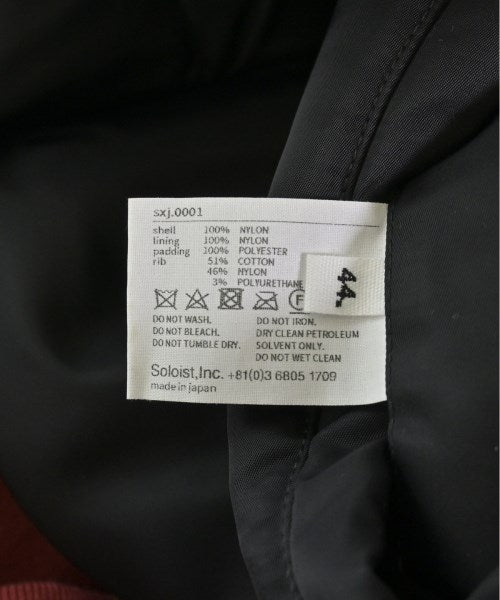 sxj.0001
shell 100% NYLON
lining 100% NYLON
padding 100% POLYESTER
rib 51% COTTON
46% NYLON
3% POLYURETHANE
44.
F
DO NOT WASH. DO NOT IRON.
DO NOT BLEACH. DRY CLEAN PETROLEUM
DO NOT TUMBLE DRY. SOLVENT ONLY.
DO NOT WET CLEAN
Soloist,Inc. +81(0)3 6805 1709
made in japan